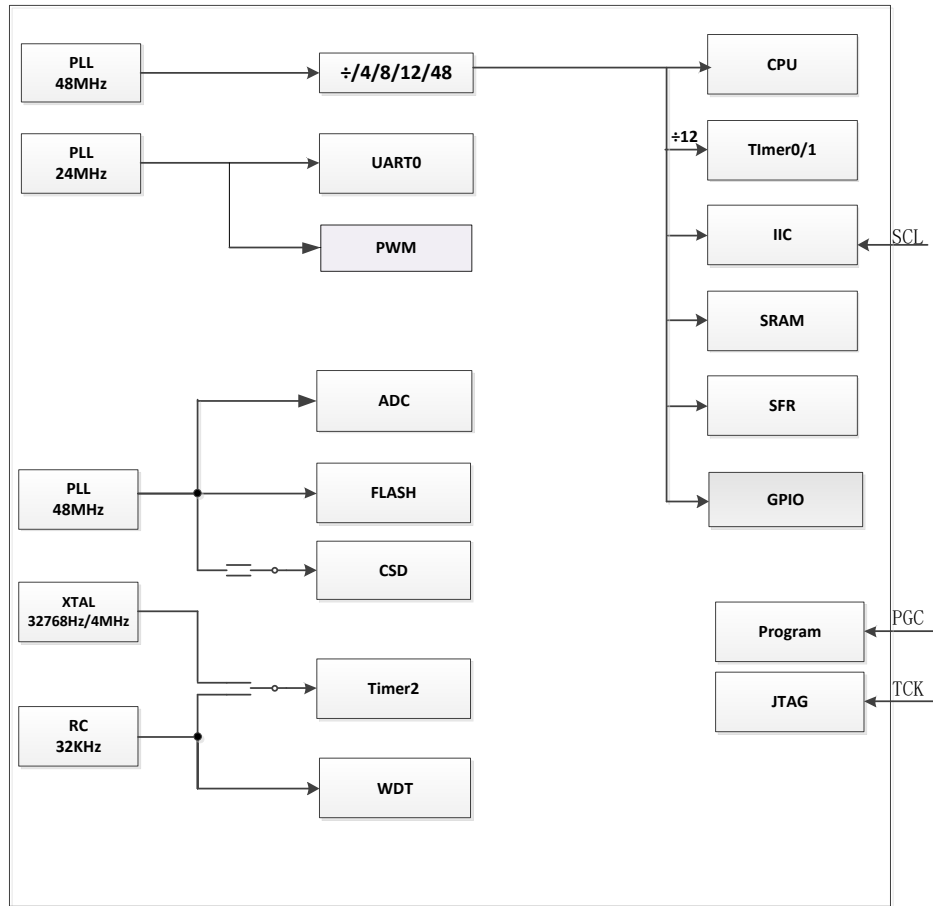 PLL
48MHz
÷/4/8/12/48
CPU
PLL
24MHz
UART0
÷12
TImer0/1
PWM
IIC
SCL
SRAM
ADC
SFR
PLL
48MHz
FLASH
GPIO
CSD
XTAL
32768Hz/4MHz
Program
PGC
Timer2
JTAG
TCK
RC
32KHz
WDT